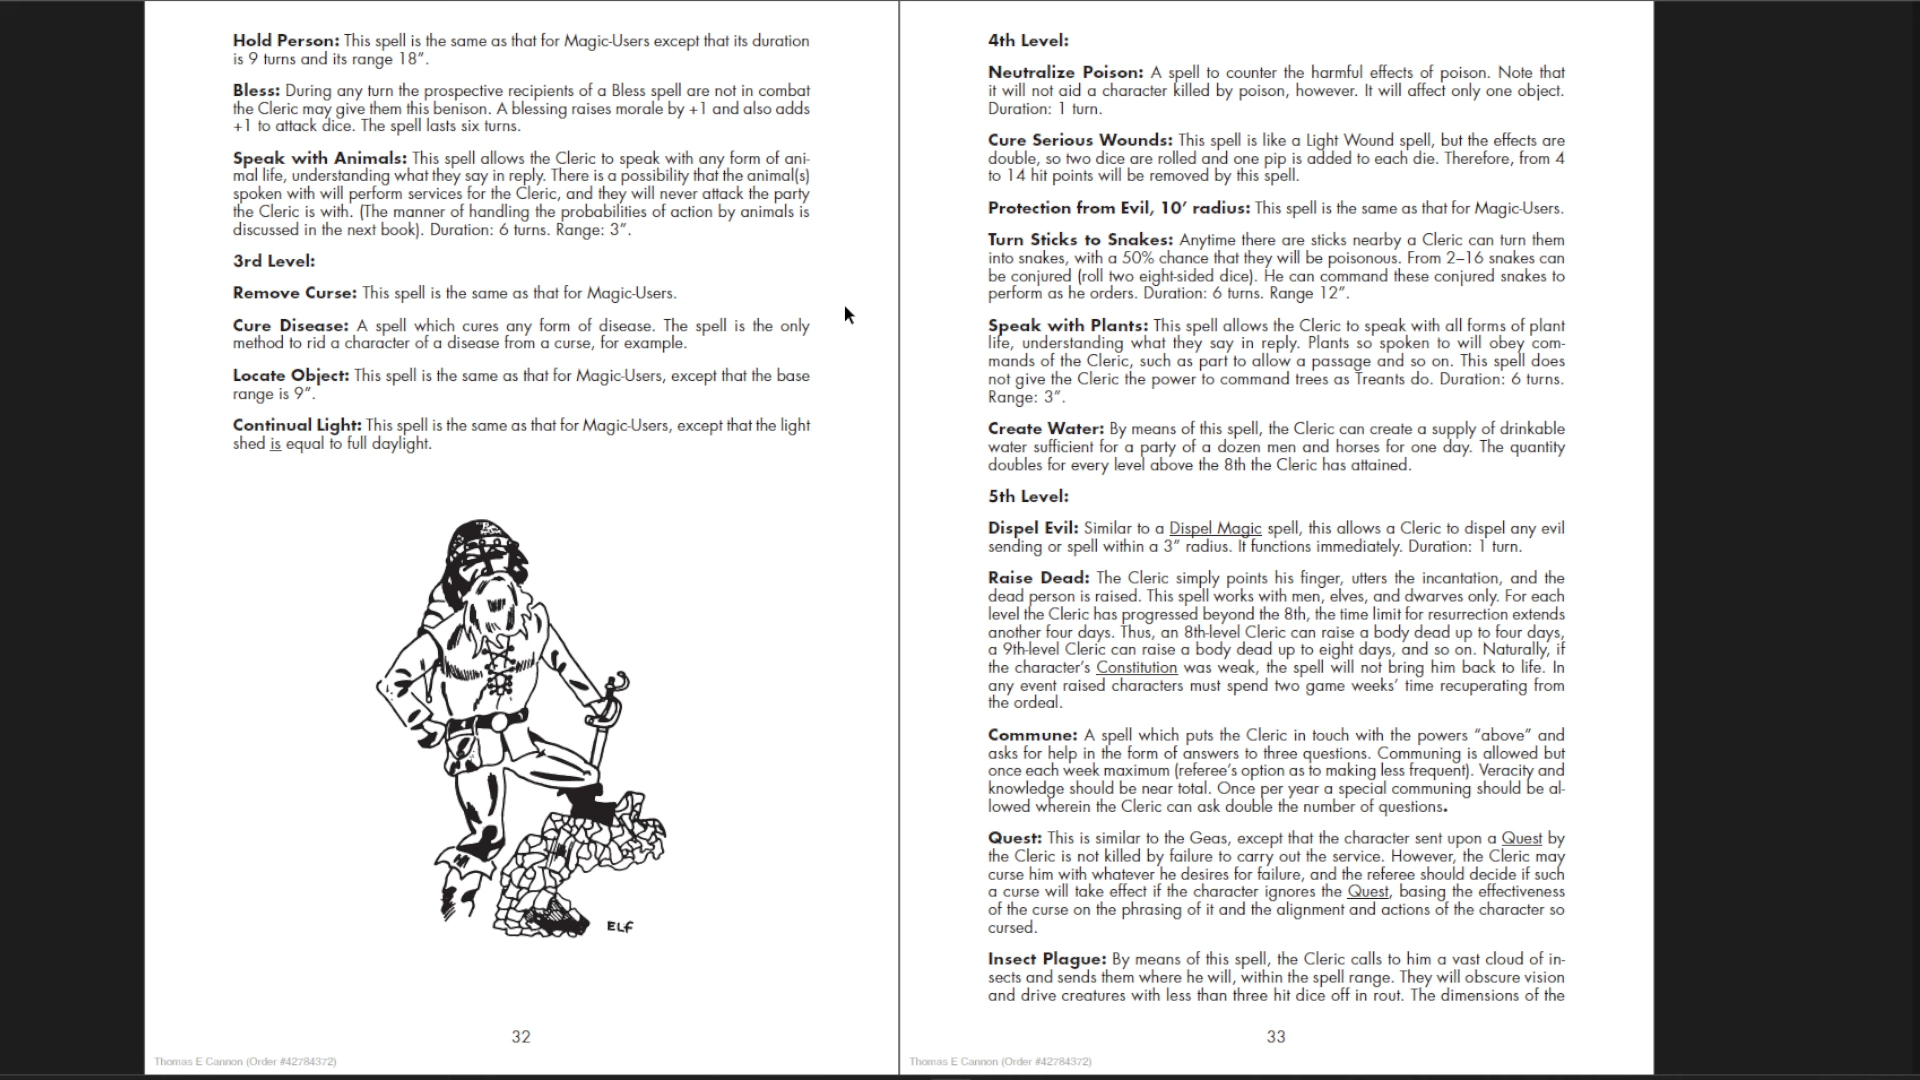 Hold Person: This spell is the same as that for Magic-Users except that its duration
is 9 turns and its range 18”.
Bless: During any turn the prospective recipients of a Bless spell are not in combat
the Cleric may give them this benison. A blessing raises morale by +1 and also adds
+1 to attack dice. The spell lasts six turns.
Speak with Animals: This spell allows the Cleric to speak with any form of ani-
mal life, understanding what they say in reply. There is a possibility that the animal(s)
spoken with will perform services for the Cleric, and they will never attack the party
the Cleric is with. (The manner of handling the probabilities of action by animals is
discussed in the next book). Duration: 6 turns. Range: 3”.
3rd Level:
Remove Curse: This spell is the same as that for Magic-Users.
Cure Disease: A spell which cures any form of disease. The spell is the only
method to rid a character of a disease from a curse, for example.
Locate Object: This spell is the same as that for Magic-Users, except that the base
range is 9”.
Continual Light: This spell is the same as that for Magic-Users, except that the light
shed is equal to full daylight.
ELf
32
Thomas E Cannon (Order #42784372)
4th Level:
Neutralize Poison: A spell to counter the harmful effects of poison. Note that
it will not aid a character killed by poison, however. It will affect only one object.
Duration: 1 turn.
Cure Serious Wounds: This spell is like a Light Wound spell, but the effects are
double, so two dice are rolled and one pip is added to each die. Therefore, from 4
to 14 hit points will be removed by this spell.
Protection from Evil, 10’ radius: This spell is the same as that for Magic-Users.
Turn Sticks to Snakes: Anytime there are sticks nearby a Cleric can turn them
into snakes, with a 50% chance that they will be poisonous. From 2–16 snakes can
be conjured (roll two eight-sided dice). He can command these conjured snakes to
perform as he orders. Duration: 6 turns. Range 12”.
Speak with Plants: This spell allows the Cleric to speak with all forms of plant
life, understanding what they say in reply. Plants so spoken to will obey com-
mands of the Cleric, such as part to allow a passage and so on. This spell does
not give the Cleric the power to command trees as Treants do. Duration: 6 turns.
Range: 3”.
Create Water: By means of this spell, the Cleric can create a supply of drinkable
water sufficient for a party of a dozen men and horses for one day. The quantity
doubles for every level above the 8th the Cleric has attained.
5th Level:
Dispel Evil: Similar to a Dispel Magic spell, this allows a Cleric to dispel any evil
sending or spell within a 3” radius. It functions immediately. Duration: 1 turn.
Raise Dead: The Cleric simply points his finger, utters the incantation, and the
dead person is raised. This spell works with men, elves, and dwarves only. For each
level the Cleric has progressed beyond the 8th, the time limit for resurrection extends
another four days. Thus, an 8th-level Cleric can raise a body dead up to four days,
a 9th-level Cleric can raise a body dead up to eight days, and so on. Naturally, if
the character’s Constitution was weak, the spell will not bring him back to life. In
any event raised characters must spend two game weeks’ time recuperating from
the ordeal.
Commune: A spell which puts the Cleric in touch with the powers “above” and
asks for help in the form of answers to three questions. Communing is allowed but
once each week maximum (referee’s option as to making less frequent). Veracity and
knowledge should be near total. Once per year a special communing should be al-
lowed wherein the Cleric can ask double the number of questions.
Quest: This is similar to the Geas, except that the character sent upon a Quest by
the Cleric is not killed by failure to carry out the service. However, the Cleric may
curse him with whatever he desires for failure, and the referee should decide if such
a curse will take effect if the character ignores the Quest, basing the effectiveness
of the curse on the phrasing of it and the alignment and actions of the character so
cursed.
Insect Plague: By means of this spell, the Cleric calls to him a vast cloud of in-
sects and sends them where he will, within the spell range. They will obscure vision
and drive creatures with less than three hit dice off in rout. The dimensions of the
33
Thomas E Cannon (Order #42784372)